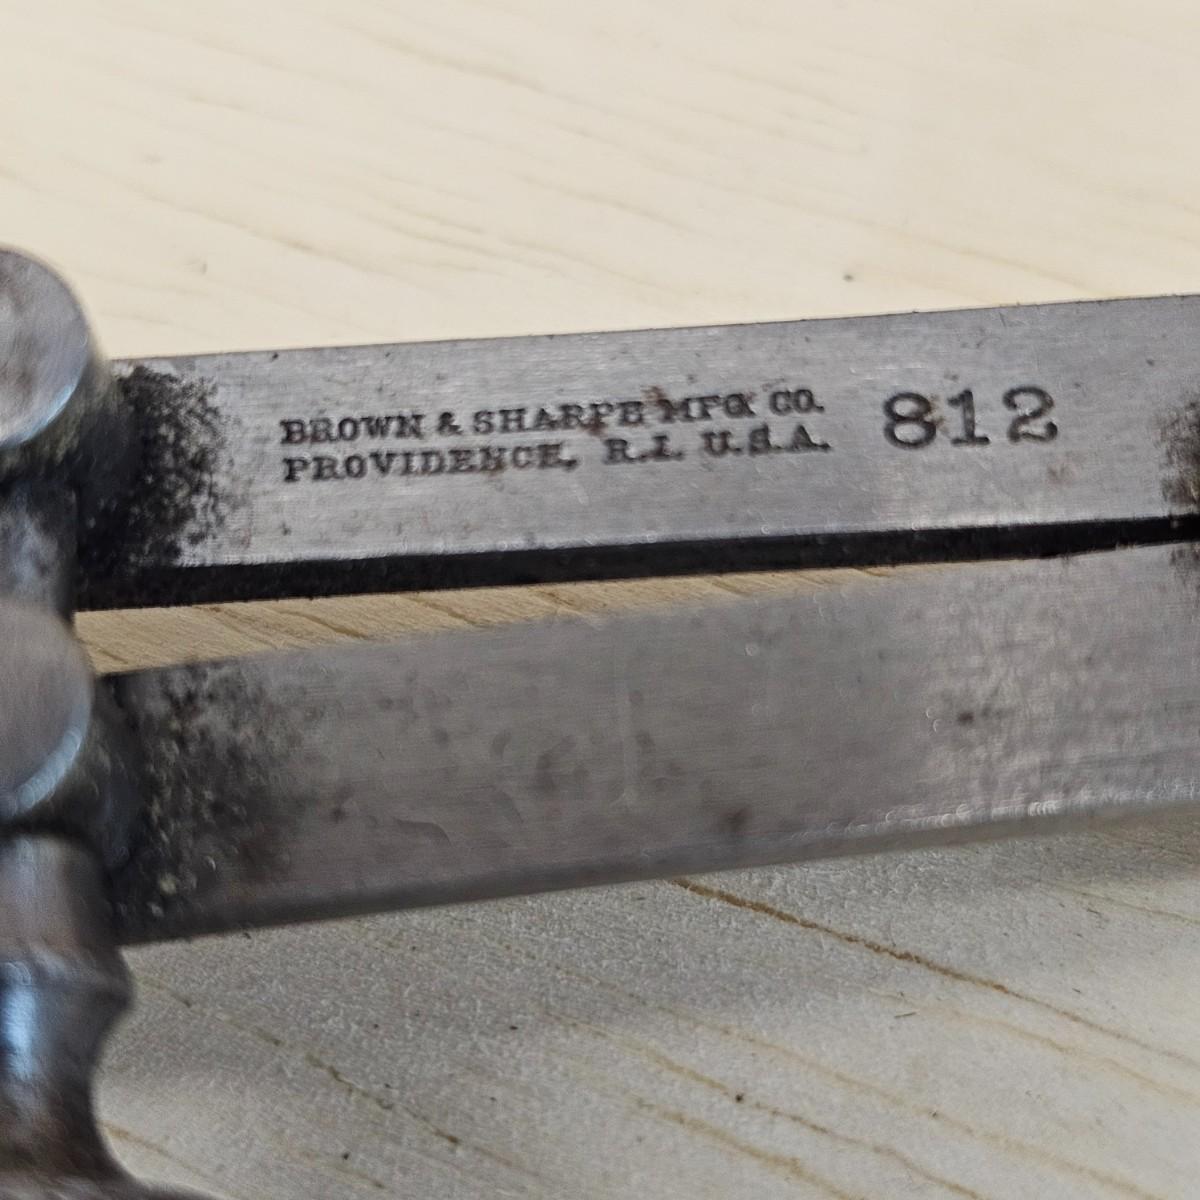 BROWN & SHARPE MFG CO.
PROVIDENCE, R.I. U.S.A.
812